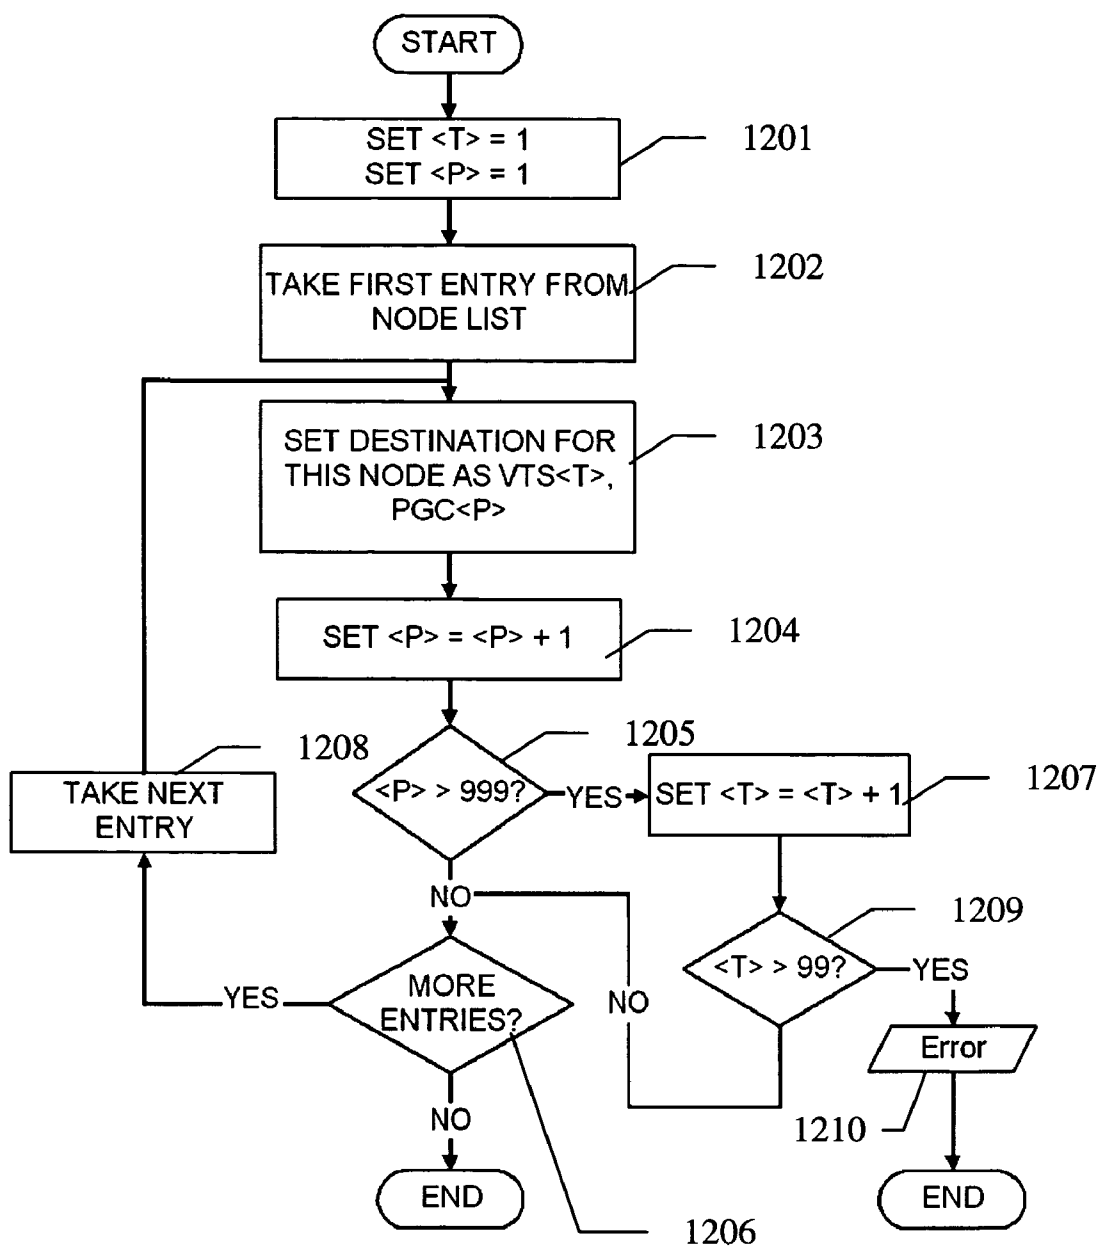 START
SET <T> = 1
SET <P> = 1
1201
TAKE FIRST ENTRY FROM
NODE LIST
1202
SET DESTINATION FOR
THIS NODE AS VTS<T>,
PGC<P>
1203
SET <P> = <P> + 1
1204
<P> > 999?
1205
YES
SET <T> = <T> + 1
1207
TAKE NEXT
ENTRY
1208
NO
<T> > 99?
1209
YES
NO
MORE
ENTRIES?
YES
Error
1210
NO
END
END
1206